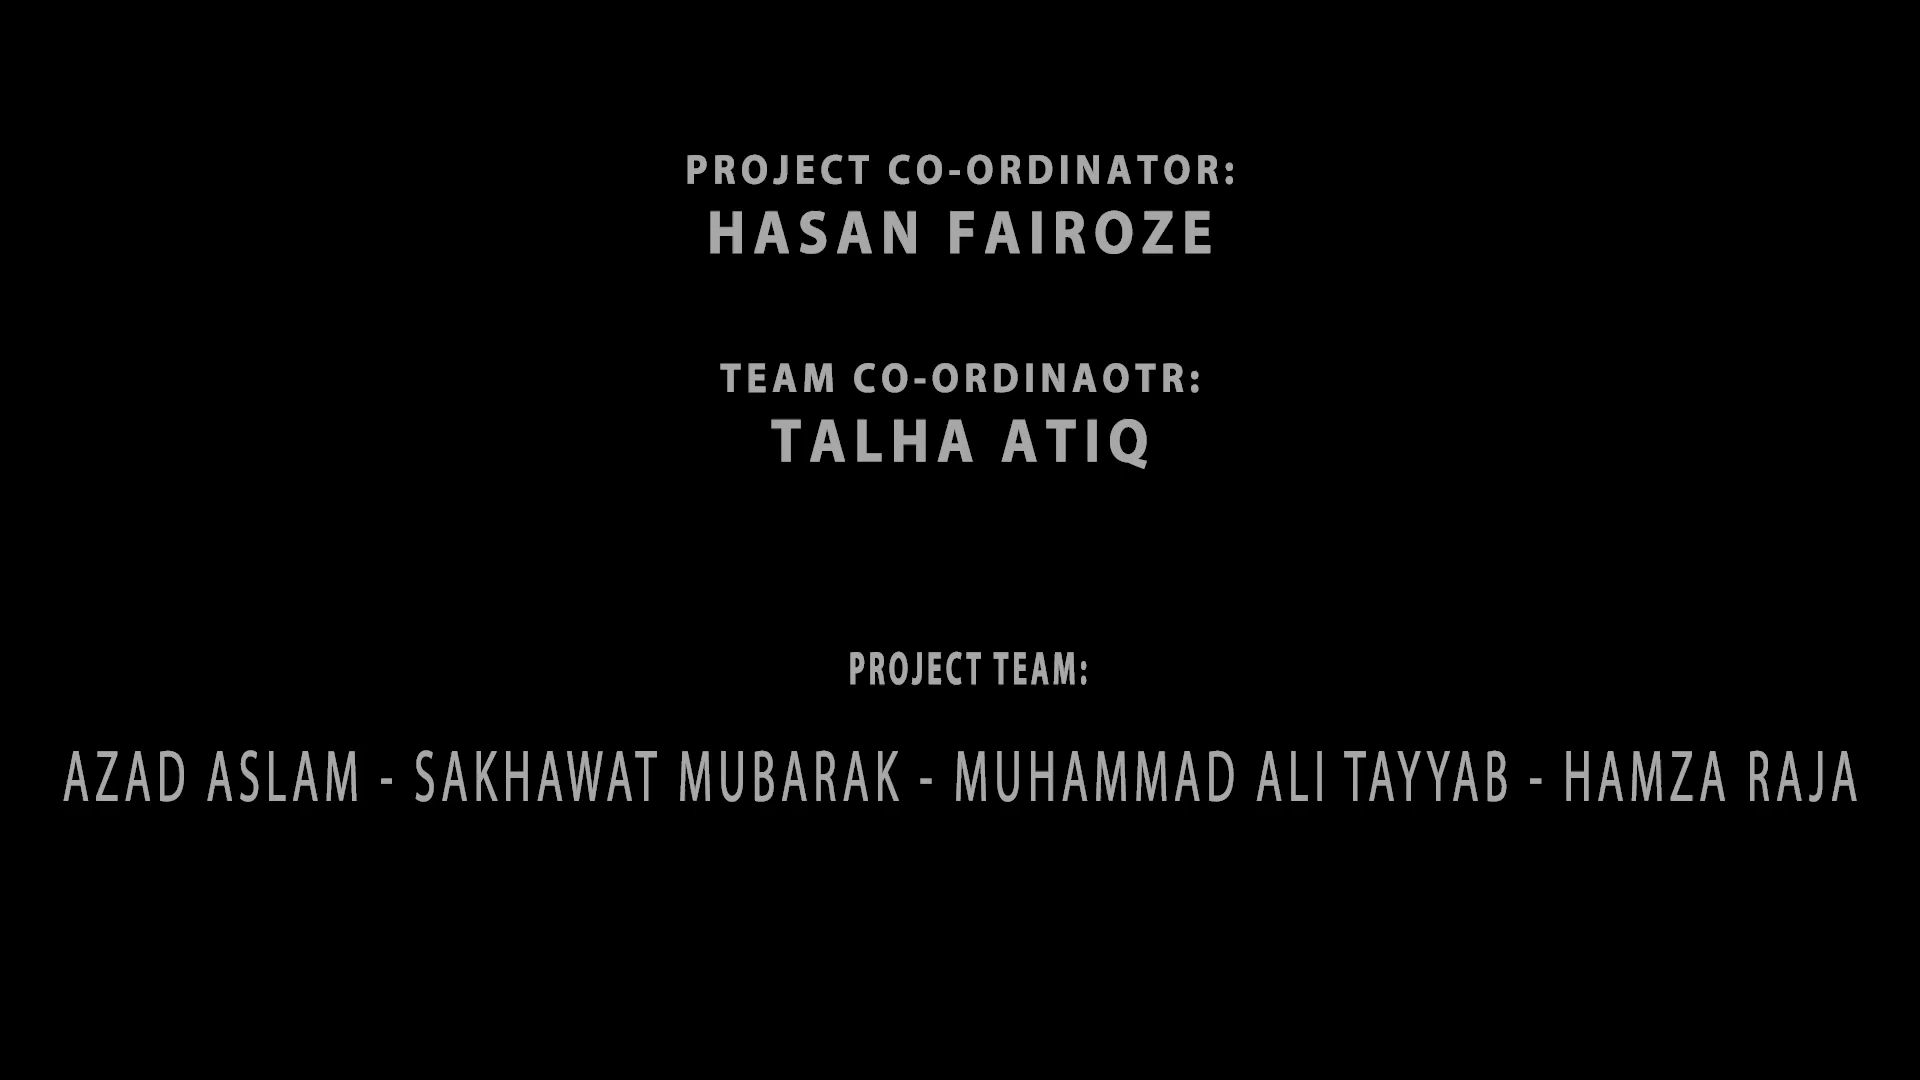 PROJECT CO-ORDINATOR:
HASAN FAIROZE
TEAM CO-ORDINAOTR:
TALHA ATIQ
PROJECT TEAM:
AZAD ASLAM - SAKHAWAT MUBARAK - MUHAMMAD ALI TAYYAB - HAMZA RAJA